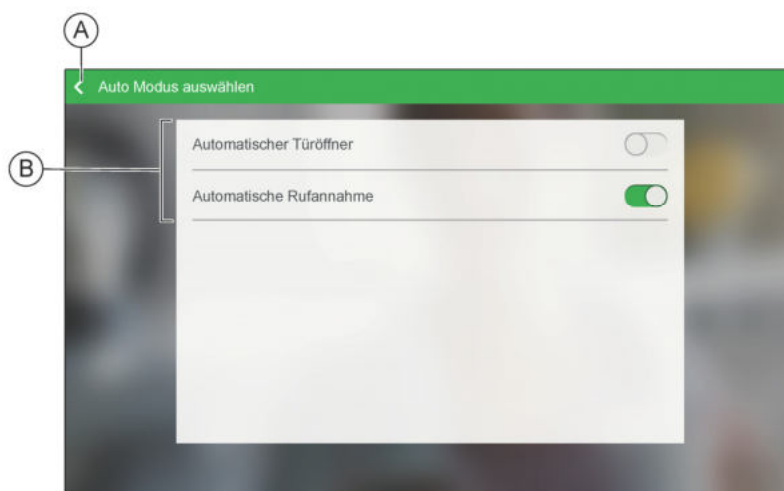 A
Auto Modus auswählen
B
Automatischer Türöffner
Automatische Rufannahme